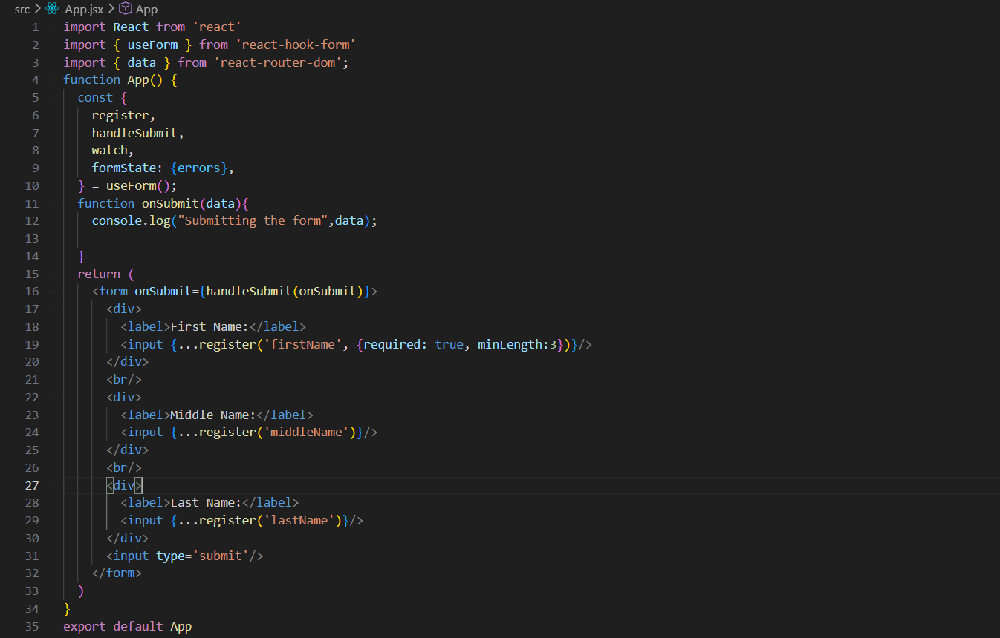 src > App.jsx > App
1 import React from 'react'
2 import { useForm } from 'react-hook-form'
3 import { data } from 'react-router-dom';
4 function App() {
5   const {
6     register,
7     handleSubmit,
8     watch,
9     formState: {errors},
10   } = useForm();
11   function onSubmit(data){
12     console.log("Submitting the form",data);
13
14   }
15   return (
16     <form onSubmit={handleSubmit(onSubmit)}>
17       <div>
18         <label>First Name:</label>
19         <input {...register('firstName', {required: true, minLength:3})}/>
20       </div>
21       <br/>
22       <div>
23         <label>Middle Name:</label>
24         <input {...register('middleName')}/>
25       </div>
26       <br/>
27       <div>
28         <label>Last Name:</label>
29         <input {...register('lastName')}/>
30       </div>
31       <input type='submit'/>
32     </form>
33   )
34 }
35 export default App